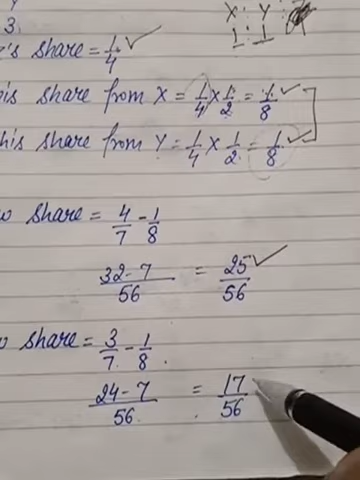 X : Y :
3.
's share = 1/4
1 : 1 :
his share from X = 1/4 × 1/2 = 1/8
his share from Y = 1/4 × 1/2 = 1/8
share = 4/7 - 1/8
32-7/56 = 25/56
share = 3/7 - 1/8
24-7/56 = 17/56